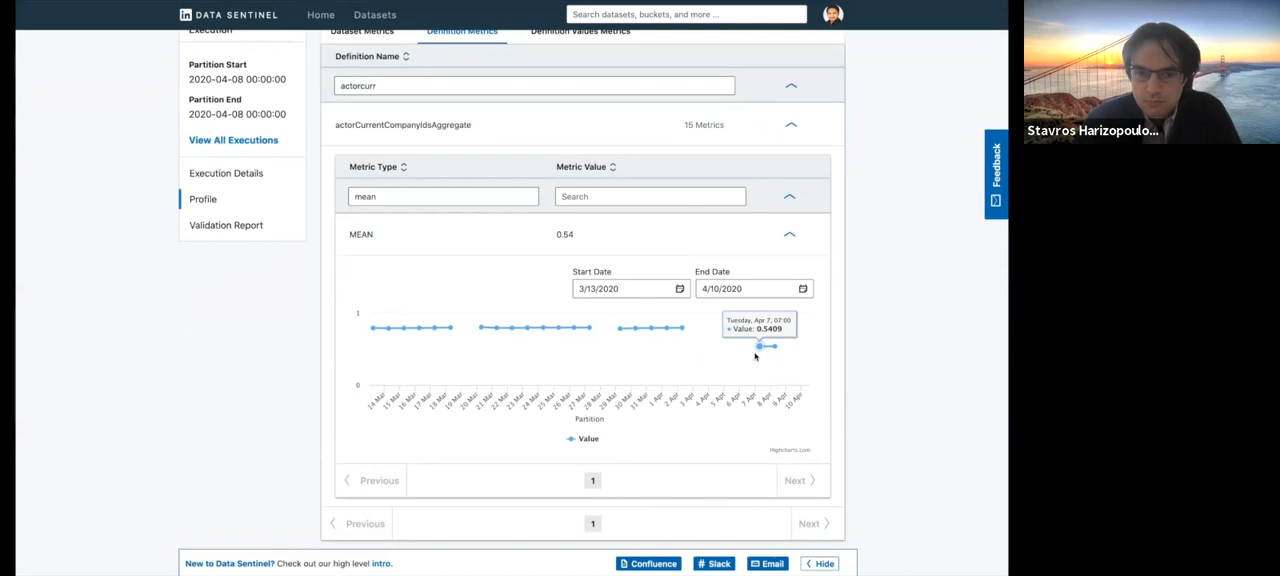 in DATA SENTINEL Home Datasets Search datasets, buckets, and more ...
Execution
Dataset Metrics Definition Metrics Definition Values Metrics
Partition Start
2020-04-08 00:00:00
Partition End
2020-04-08 00:00:00
View All Executions
Execution Details
Profile
Validation Report
Definition Name
actorcurr
actorCurrentCompanyIdsAggregate 15 Metrics
Metric Type Metric Value
mean Search
MEAN 0.54
Start Date End Date
3/13/2020 4/10/2020
Tuesday, Apr 7, 07:00
Value: 0.5409
1
0
14 Mar 15 Mar 16 Mar 17 Mar 18 Mar 19 Mar 20 Mar 21 Mar 22 Mar 23 Mar 24 Mar 25 Mar 26 Mar 27 Mar 28 Mar 29 Mar 30 Mar 31 Mar 1 Apr 2 Apr 3 Apr 4 Apr 5 Apr 6 Apr 7 Apr 8 Apr 9 Apr 10 Apr
Partition
Value
Highcharts.com
Previous 1 Next
Previous 1 Next
New to Data Sentinel? Check out our high level intro.
Confluence # Slack Email Hide
Feedback
Stavros Harizopoulo...